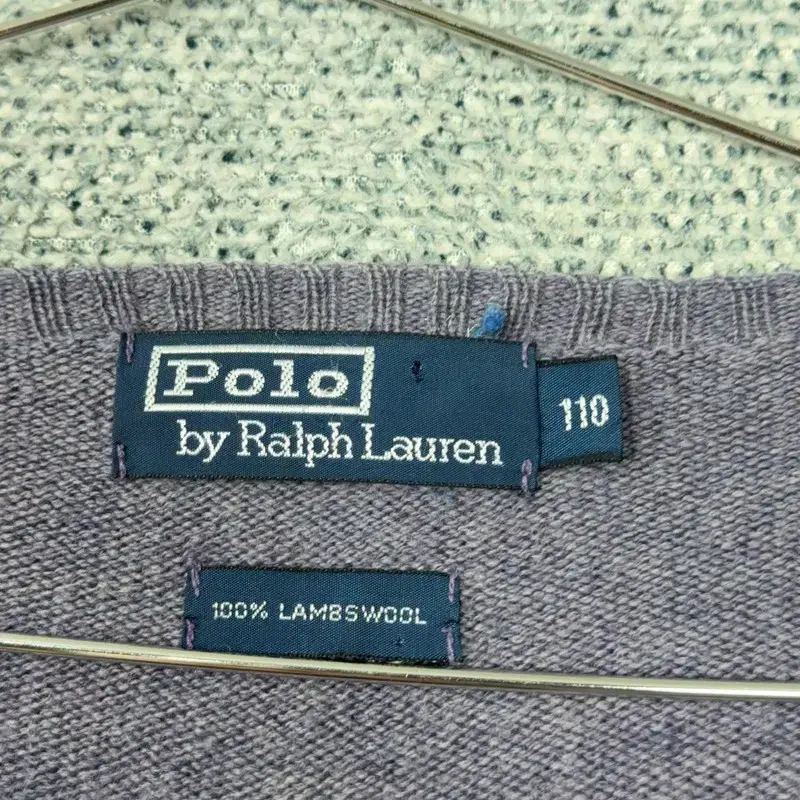 Polo
by Ralph Lauren
110
100% LAMBSWOOL